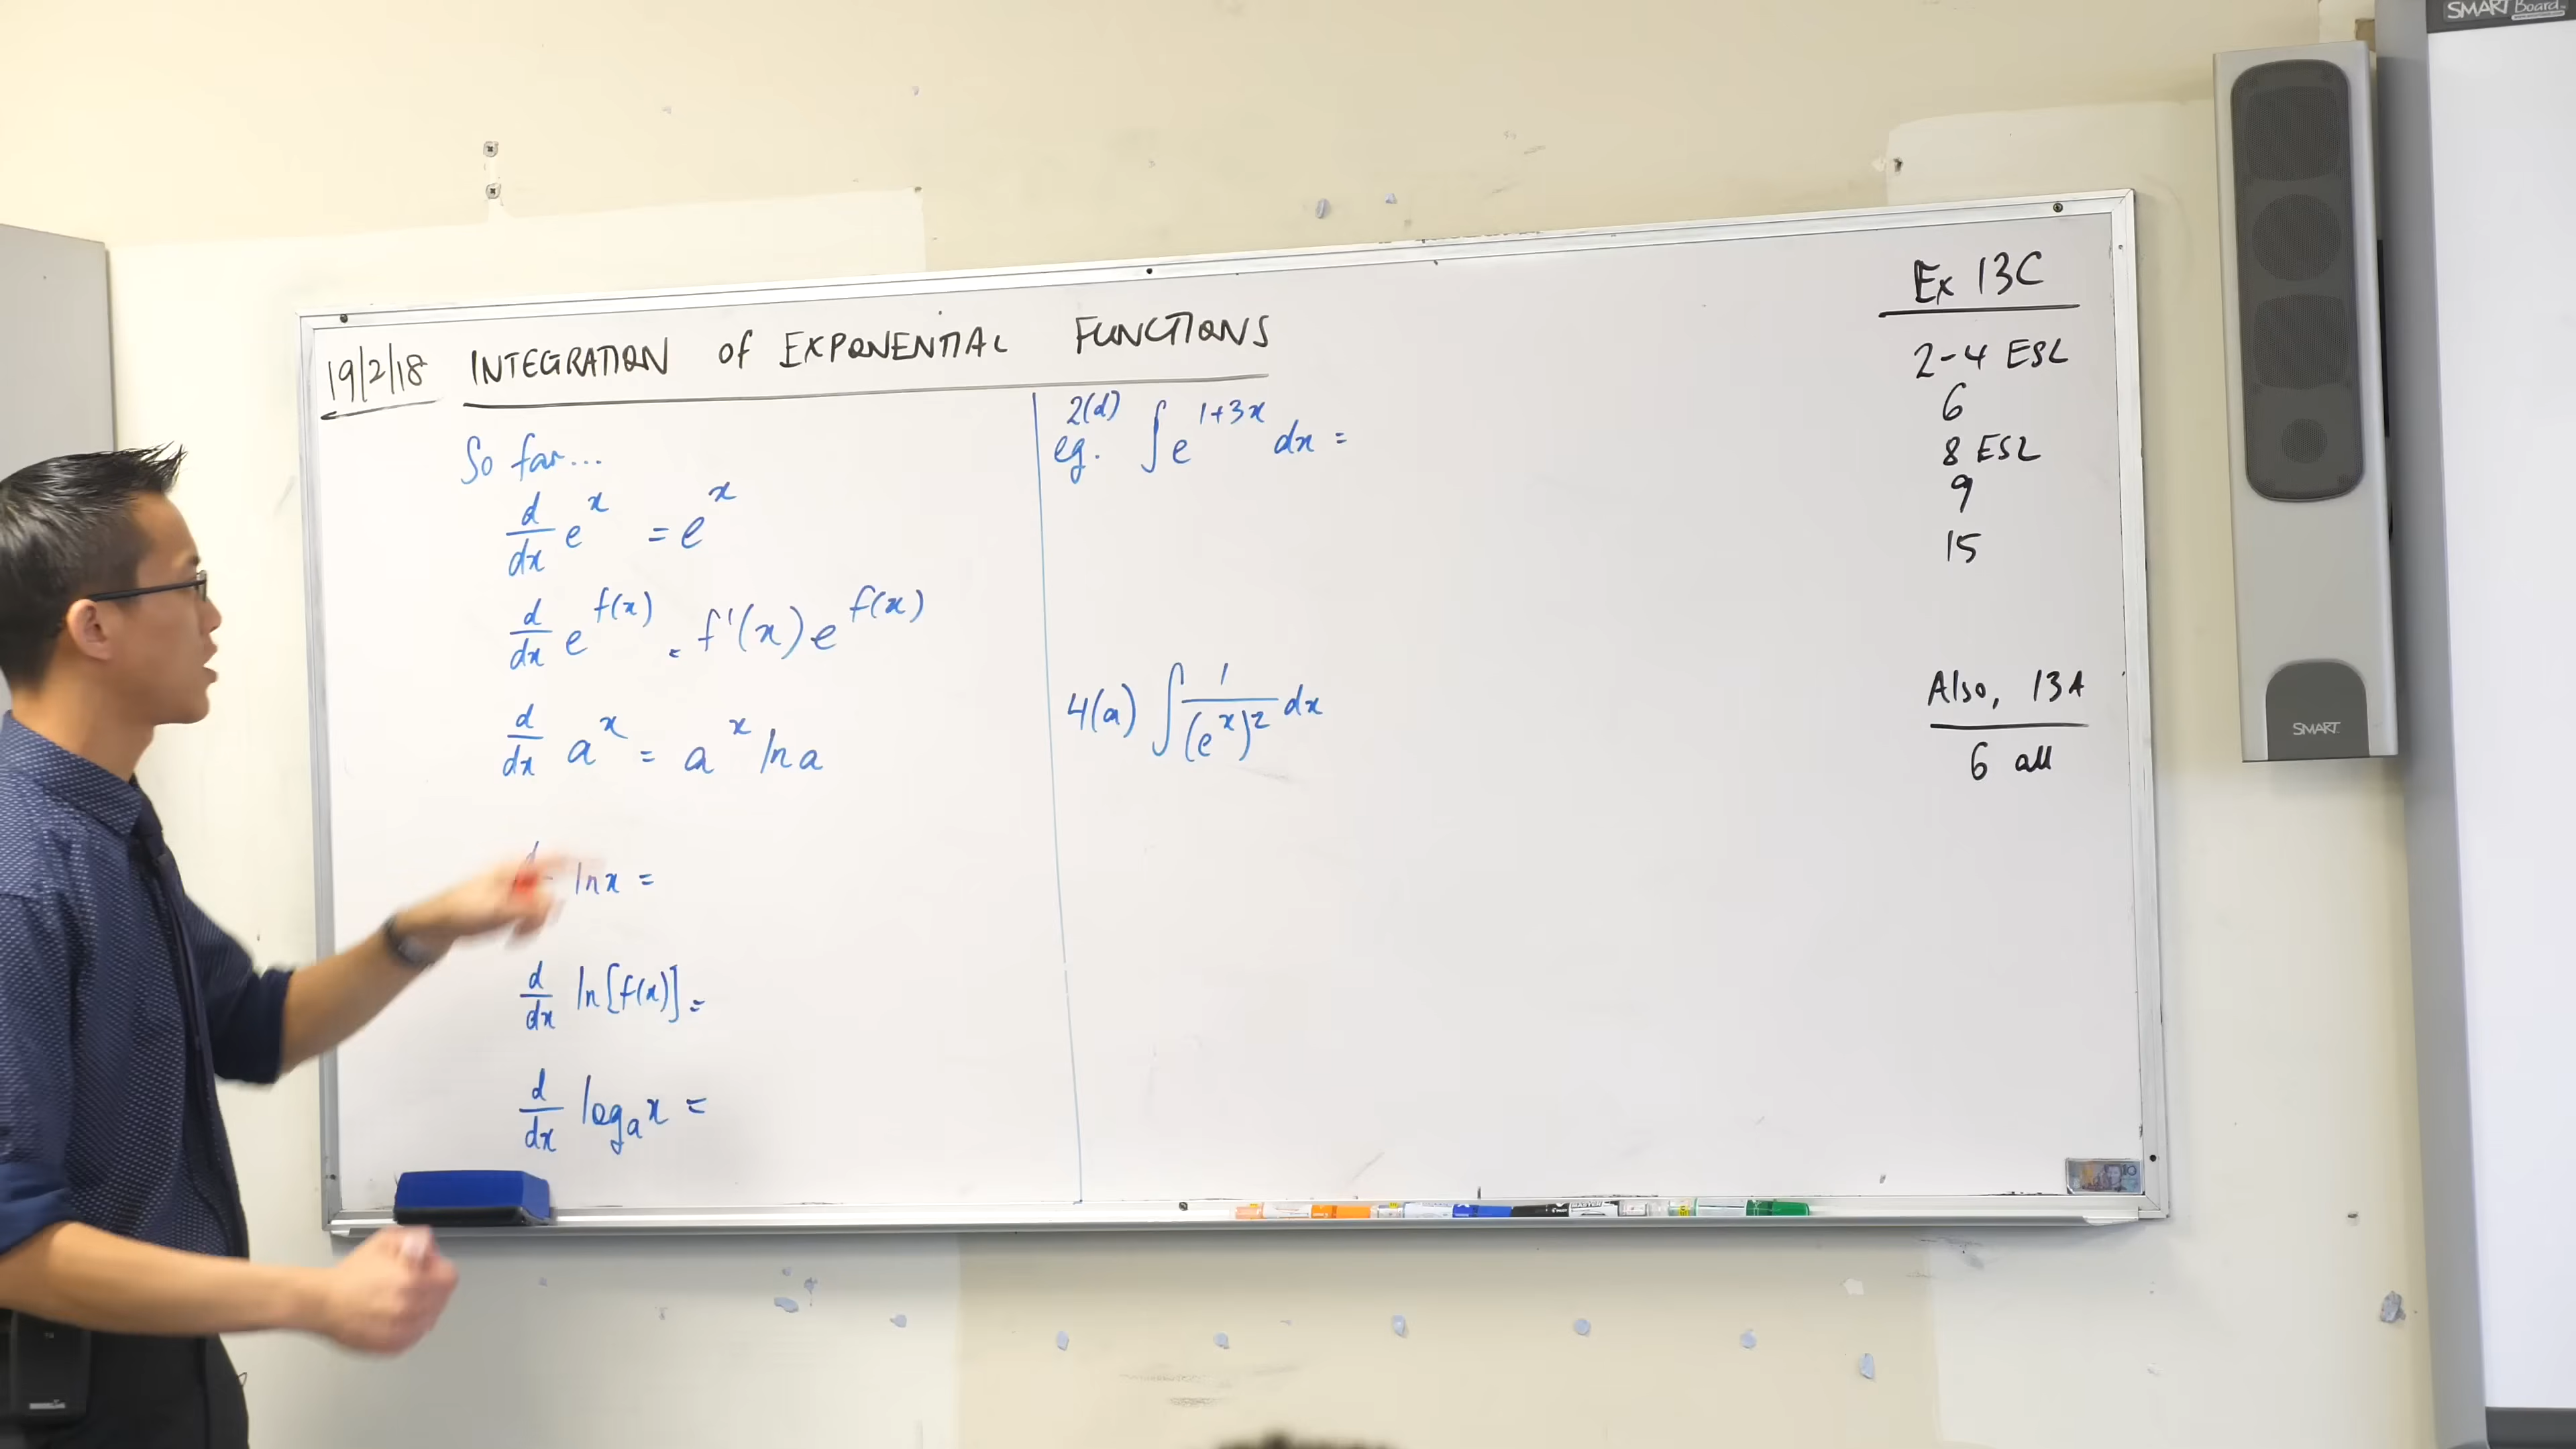 19/2/18 INTEGRATION of EXPONENTIAL FUNCTIONS
So far...
d/dx e^x = e^x
d/dx e^f(x) = f'(x) e^f(x)
d/dx a^x = a^x ln a
d ln x =
d/dx ln[f(x)] =
d/dx log_a x =
2(d)
eg. ∫ e^1+3x dx =
4(a) ∫ 1/(e^x)^2 dx
Ex 13C
2-4 ESL
6
8 ESL
9
15
Also, 13A
6 all
SMART Board
SMART
10